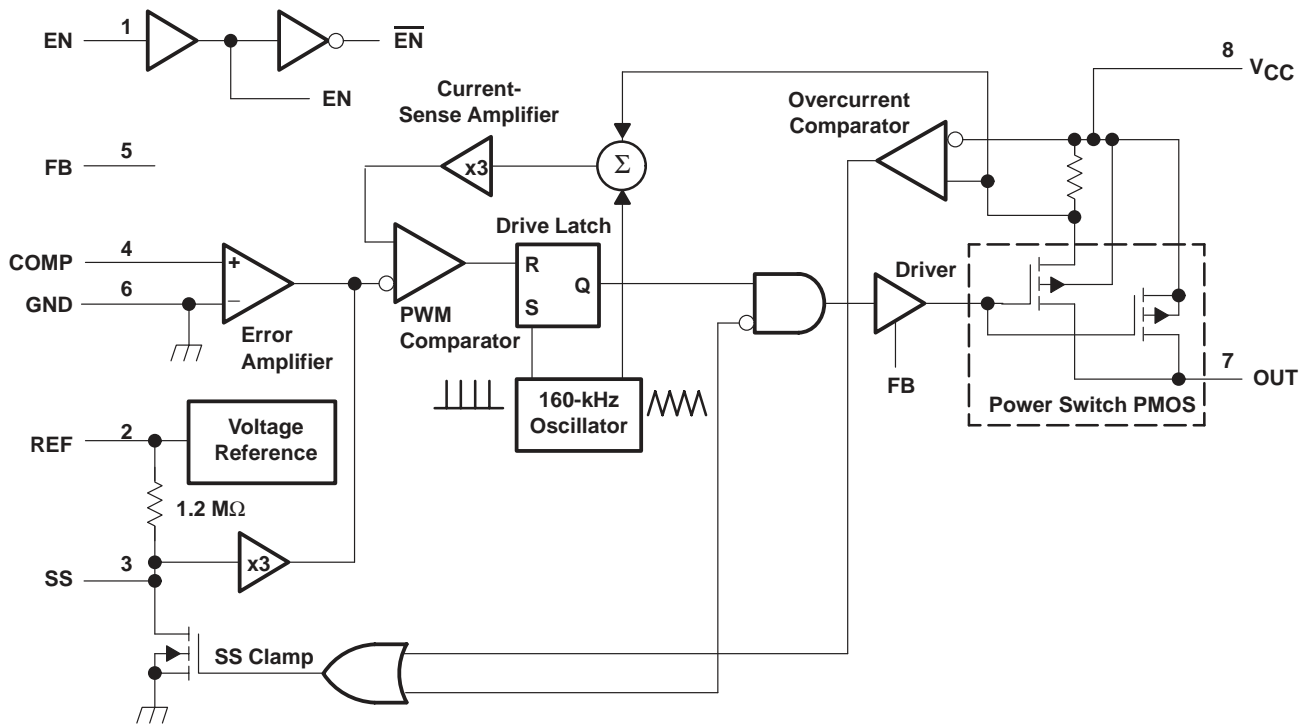 EN
1
EN
EN
8
VCC
Current-
Sense Amplifier
Overcurrent
Comparator
FB
5
x3
Σ
COMP
4
GND
6
+
–
Error
Amplifier
Drive Latch
R
S
Q
PWM
Comparator
Driver
FB
7
OUT
160-kHz
Oscillator
Power Switch PMOS
REF
2
Voltage
Reference
1.2 MΩ
SS
3
x3
SS Clamp